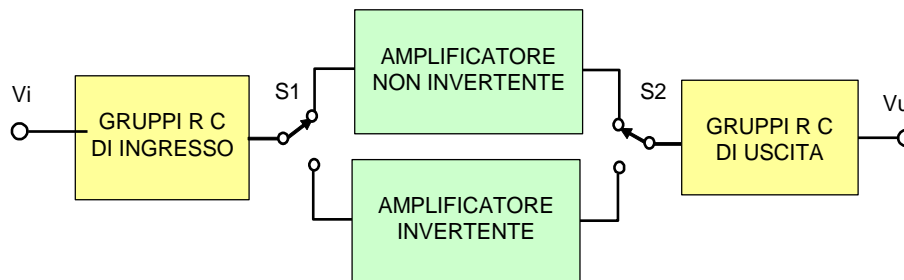 Vi
GRUPPI R C
DI INGRESSO
S1
AMPLIFICATORE
NON INVERTENTE
AMPLIFICATORE
INVERTENTE
S2
GRUPPI R C
DI USCITA
Vu